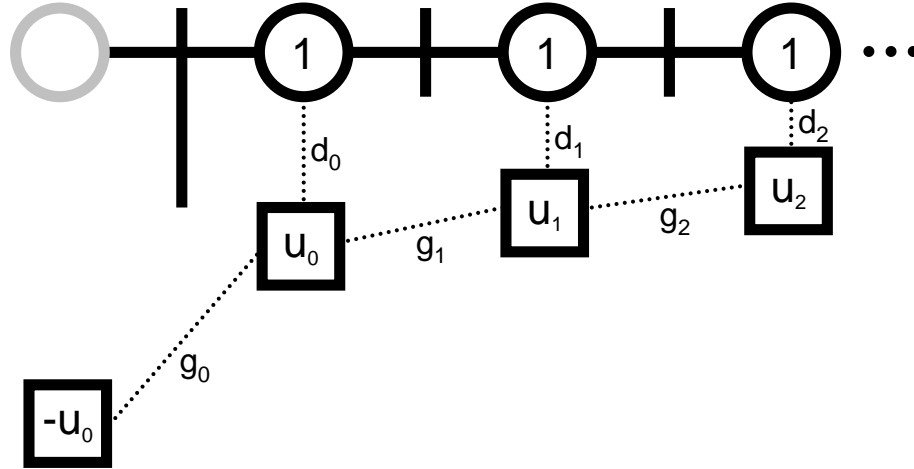 1 1 1 ...
d₀ d₁ d₂
u₀ u₁ u₂
g₀ g₁ g₂
-u₀